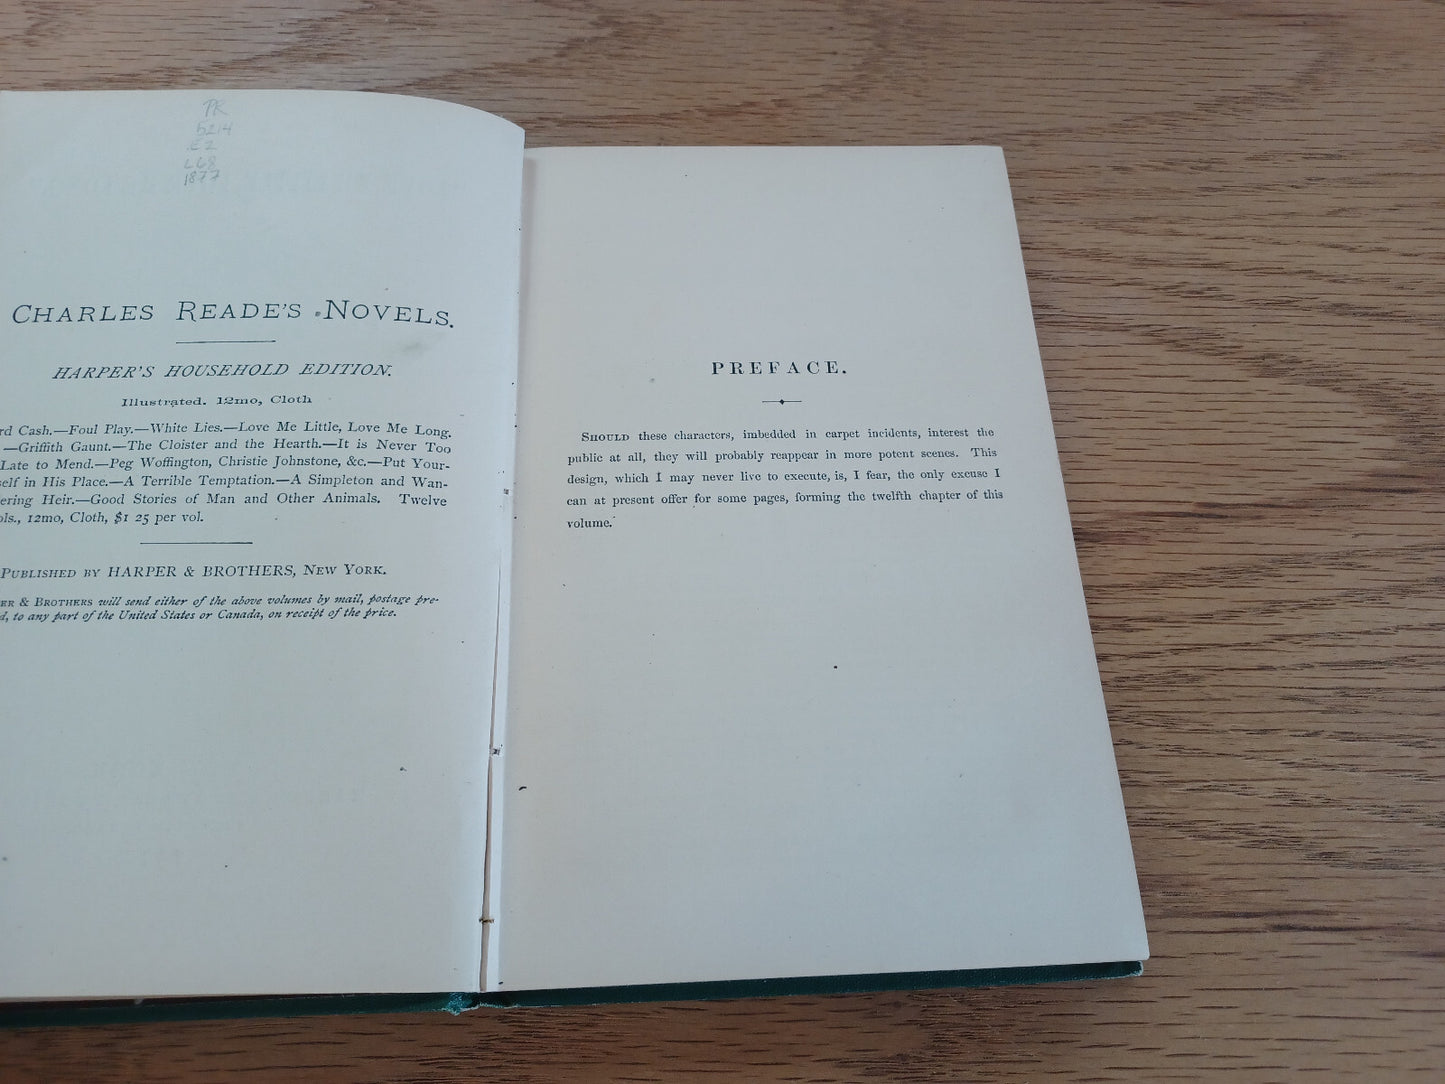 PR
5214
.E2
L68
1877
CHARLES READE'S NOVELS.
HARPER'S HOUSEHOLD EDITION.
Illustrated. 12mo, Cloth
rd Cash.—Foul Play.—White Lies.—Love Me Little, Love Me Long.
—Griffith Gaunt.—The Cloister and the Hearth.—It is Never Too
Late to Mend.—Peg Woffington, Christie Johnstone, &c.—Put Your-
self in His Place.—A Terrible Temptation.—A Simpleton and Wan-
ering Heir.—Good Stories of Man and Other Animals. Twelve
ols., 12mo, Cloth, $1 25 per vol.
PUBLISHED BY HARPER & BROTHERS, NEW YORK.
ER & BROTHERS will send either of the above volumes by mail, postage pre-
d, to any part of the United States or Canada, on receipt of the price.
PREFACE.
SHOULD these characters, imbedded in carpet incidents, interest the
public at all, they will probably reappear in more potent scenes. This
design, which I may never live to execute, is, I fear, the only excuse I
can at present offer for some pages, forming the twelfth chapter of this
volume.